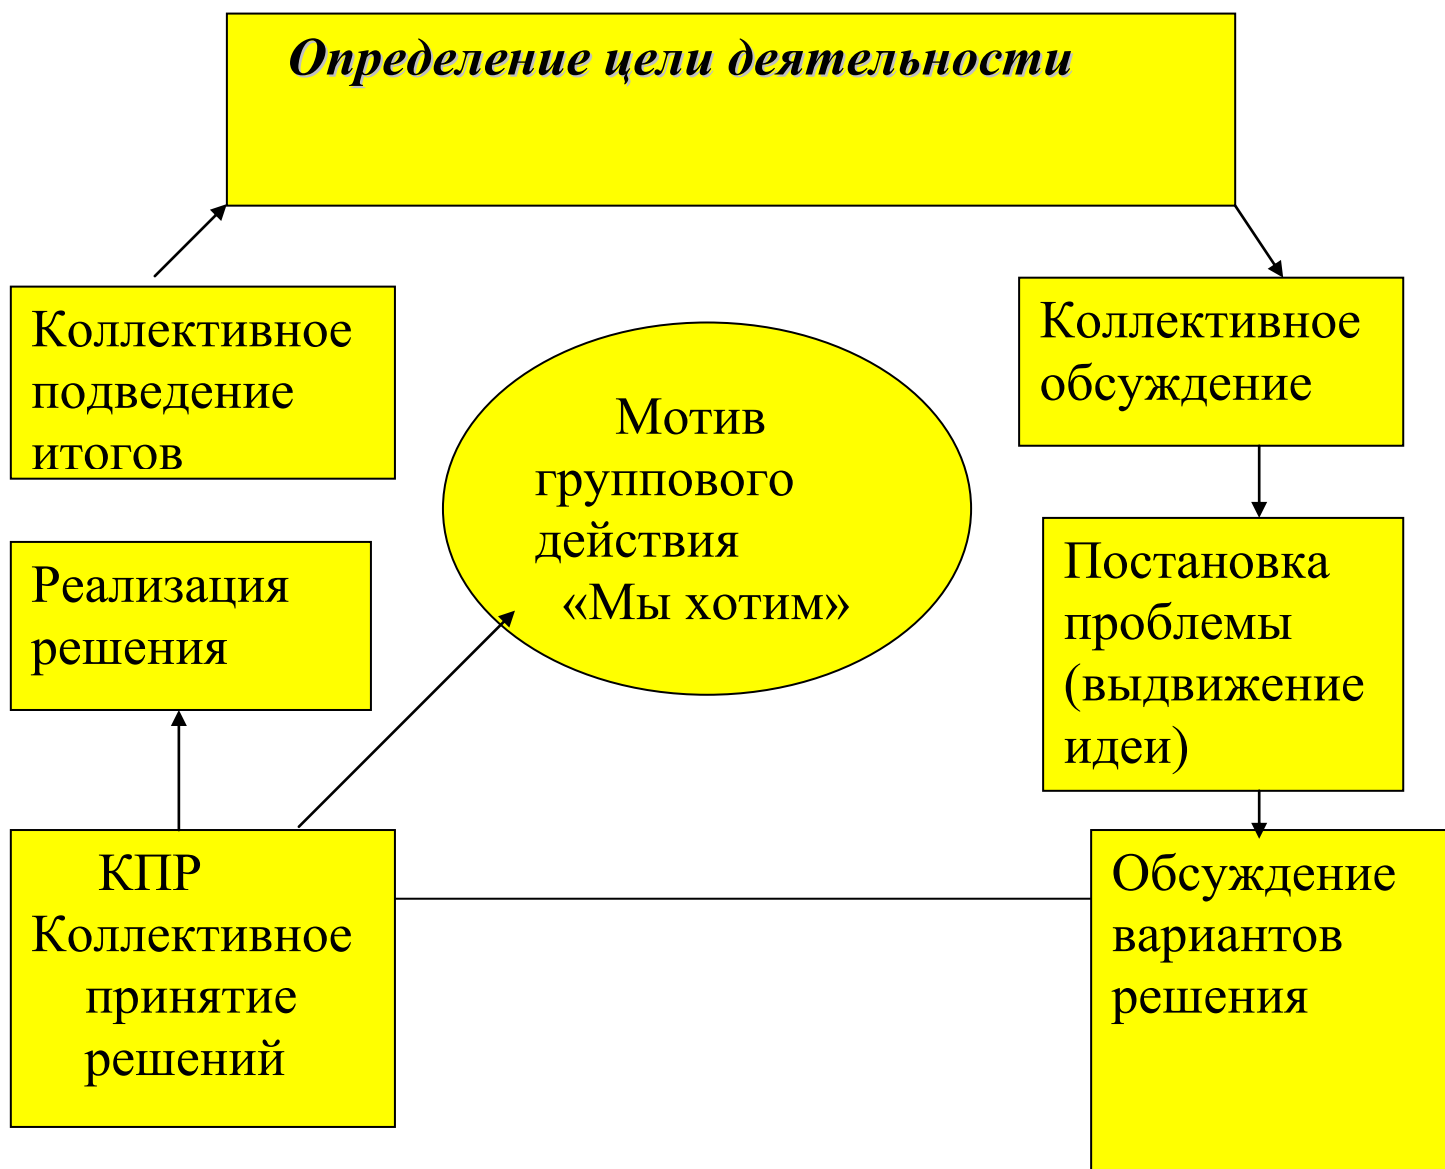 Определение цели деятельности
Коллективное
подведение
итогов
Мотив
группового
действия
«Мы хотим»
Коллективное
обсуждение
Реализация
решения
Постановка
проблемы
(выдвижение
идеи)
КПР
Коллективное
принятие
решений
Обсуждение
вариантов
решения